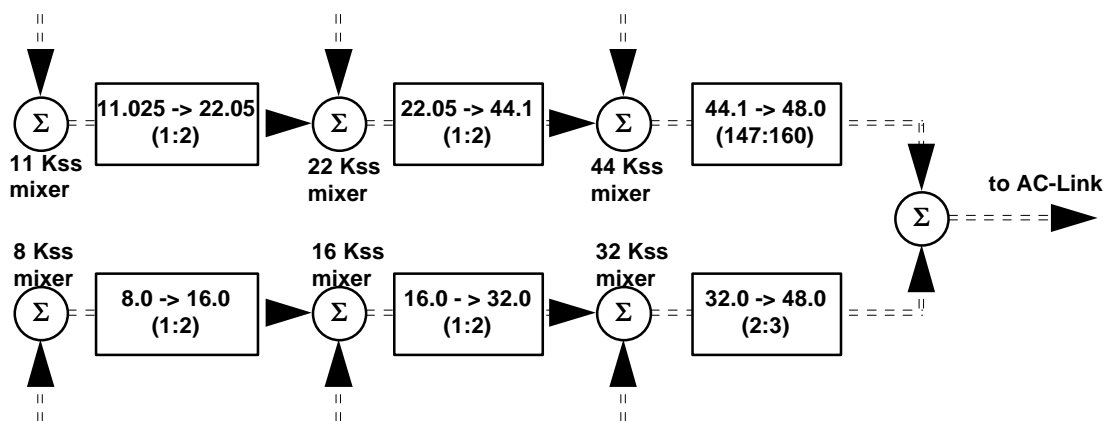 11.025 -> 22.05
(1:2)
22.05 -> 44.1
(1:2)
44.1 -> 48.0
(147:160)
Σ
Σ
Σ
11 Kss
mixer
22 Kss
mixer
44 Kss
mixer
to AC-Link
Σ
8 Kss
mixer
16 Kss
mixer
32 Kss
mixer
Σ
8.0 -> 16.0
(1:2)
Σ
16.0 - > 32.0
(1:2)
Σ
32.0 -> 48.0
(2:3)